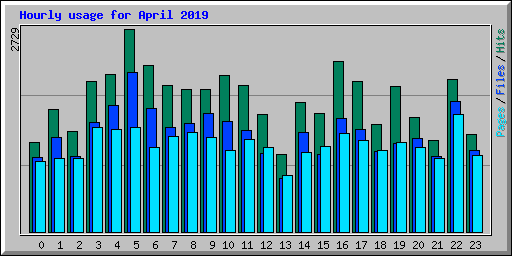 Hourly usage for April 2019
2729
Pages/Files/Hits
0 1 2 3 4 5 6 7 8 9 10 11 12 13 14 15 16 17 18 19 20 21 22 23